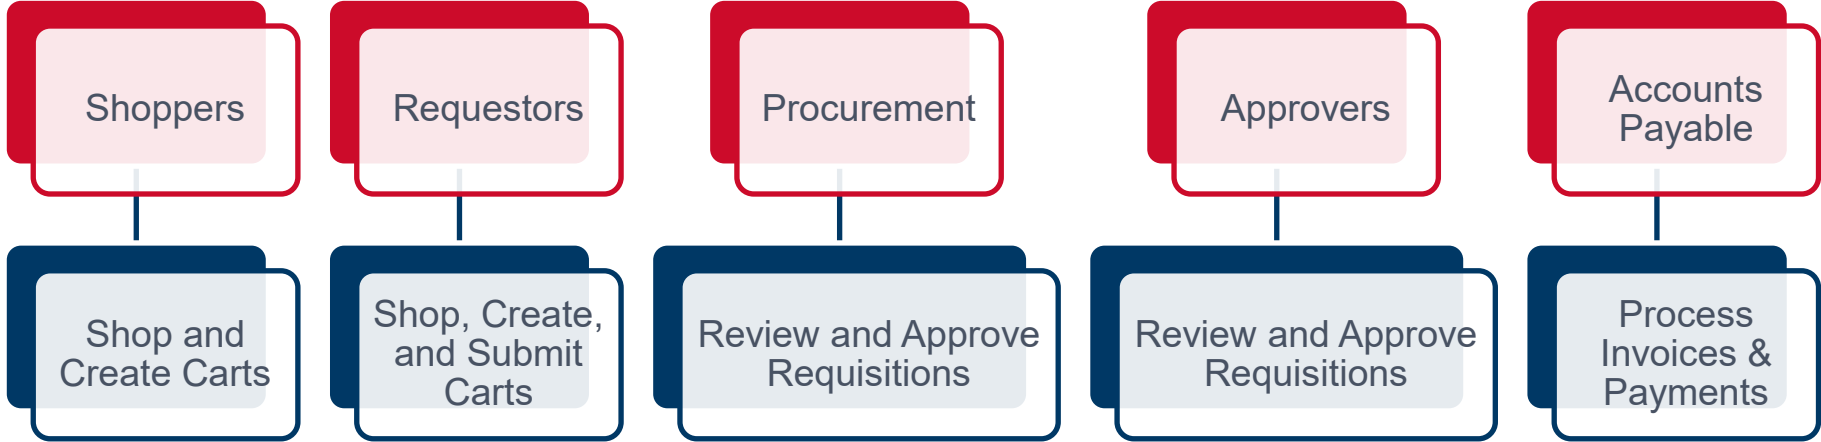 Shoppers
Requestors
Procurement
Approvers
Accounts
Payable
Shop and
Create Carts
Shop, Create,
and Submit
Carts
Review and Approve
Requisitions
Review and Approve
Requisitions
Process
Invoices &
Payments